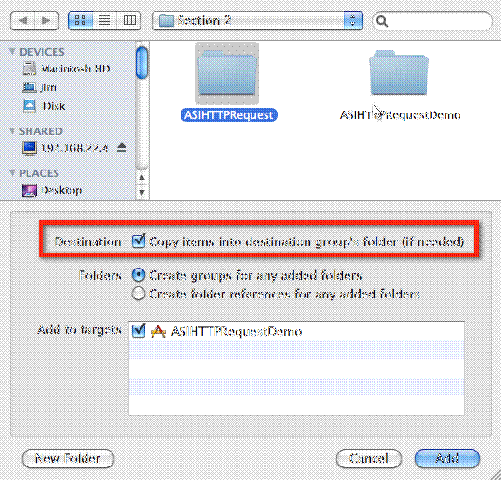 Section 2
DEVICES
Macintosh HD
Jim
iDisk
SHARED
192.168.22.4
PLACES
Desktop
ASIHTTPRequest
ASIHTTPRequestDemo
Destination
Copy items into destination group's folder (if needed)
Folders
Create groups for any added folders
Create folder references for any added folders
Add to targets
ASIHTTPRequestDemo
New Folder
Cancel
Add